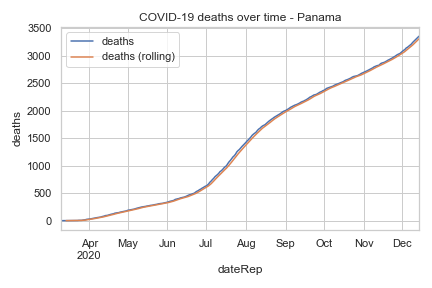 COVID-19 deaths over time - Panama
deaths
deaths (rolling)
3500
3000
2500
2000
1500
1000
500
0
deaths
Apr May Jun Jul Aug Sep Oct Nov Dec
2020
dateRep